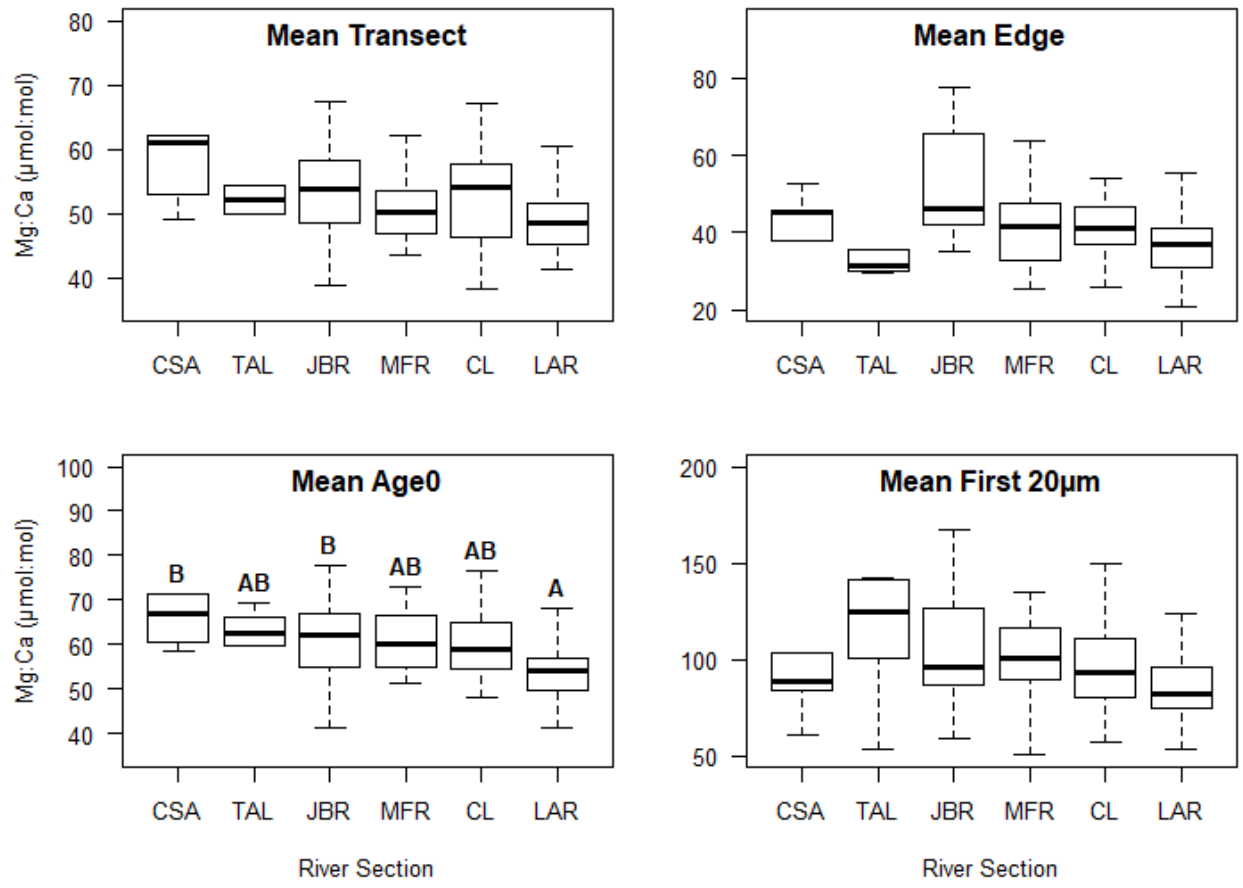 Mean Transect
Mg:Ca (µmol:mol)
80
70
60
50
40
CSA TAL JBR MFR CL LAR
Mean Edge
80
60
40
20
CSA TAL JBR MFR CL LAR
Mean Age0
Mg:Ca (µmol:mol)
100
90
80
70
60
50
40
B AB B AB AB A
CSA TAL JBR MFR CL LAR
River Section
Mean First 20µm
200
150
100
50
CSA TAL JBR MFR CL LAR
River Section